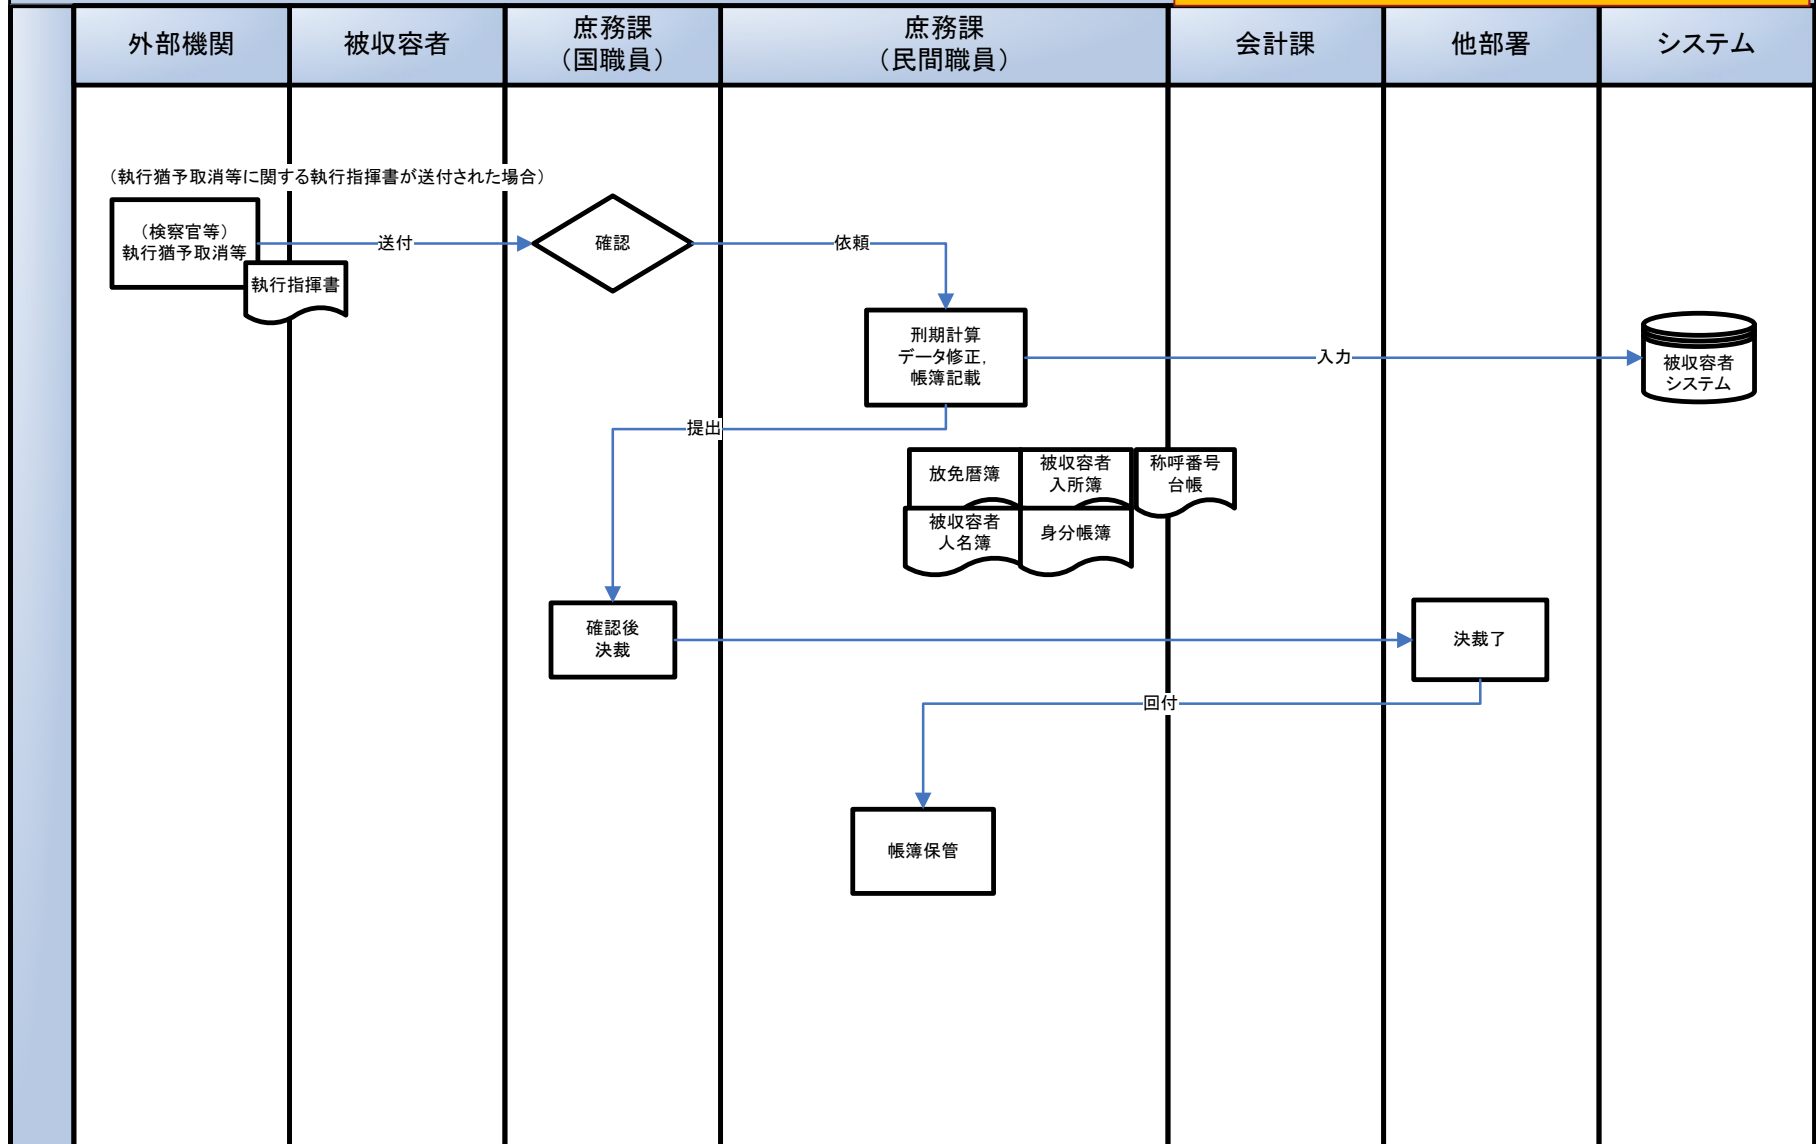 外部機関
被収容者
庶務課
（国職員）
庶務課
（民間職員）
会計課
他部署
システム
（執行猶予取消等に関する執行指揮書が送付された場合）
（検察官等）
執行猶予取消等
執行指揮書
送付
確認
依頼
刑期計算
データ修正，
帳簿記載
入力
被収容者
システム
提出
放免暦簿
被収容者
入所簿
称呼番号
台帳
被収容者
人名簿
身分帳簿
確認後
決裁
決裁了
回付
帳簿保管